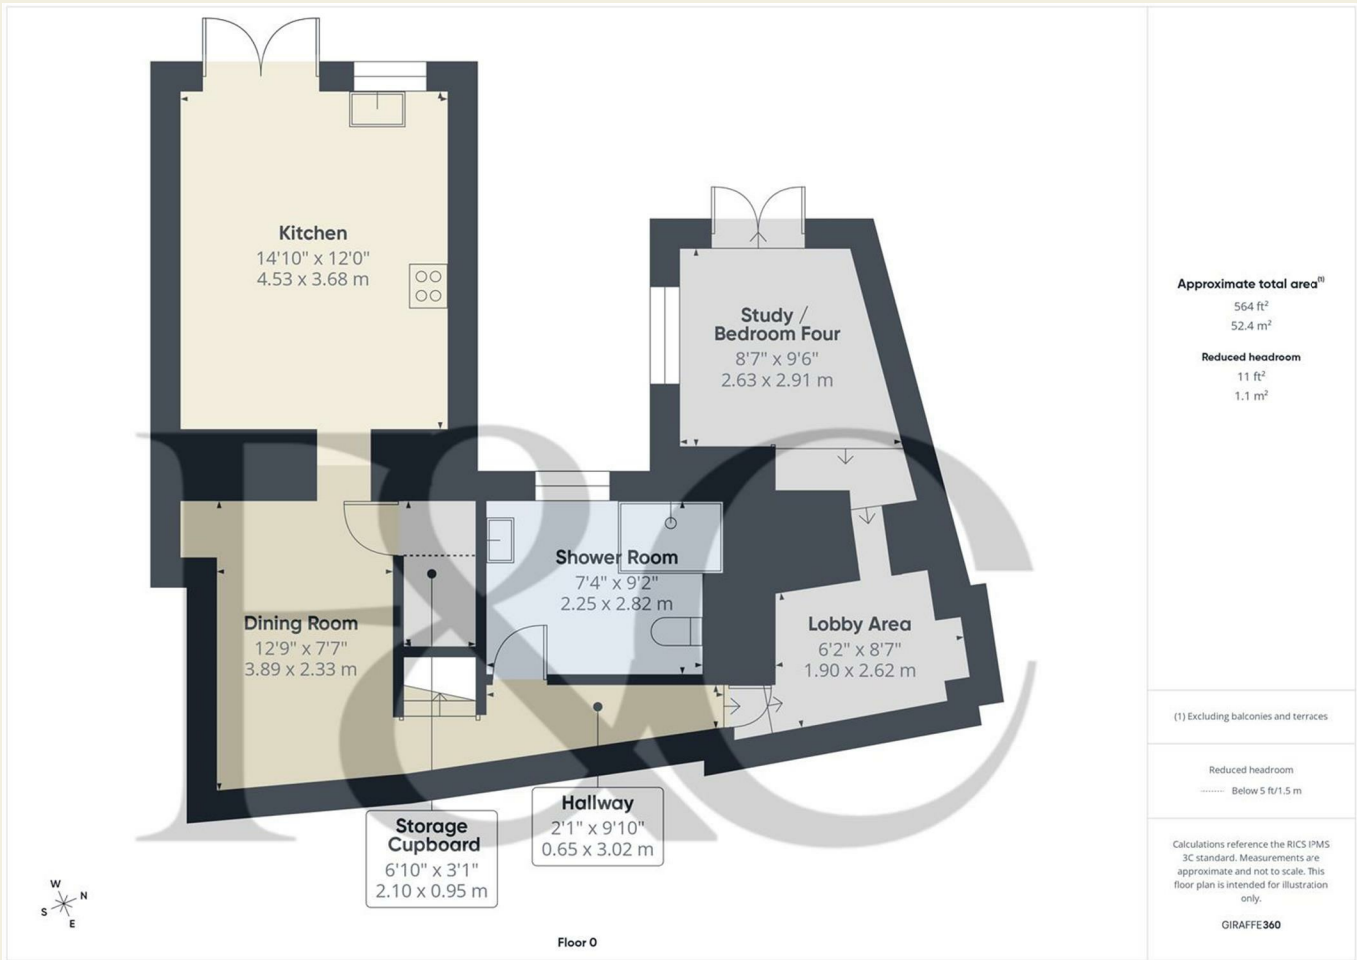 Kitchen
14'10" x 12'0"
4.53 x 3.68 m
Study /
Bedroom Four
8'7" x 9'6"
2.63 x 2.91 m
Shower Room
7'4" x 9'2"
2.25 x 2.82 m
Dining Room
12'9" x 7'7"
3.89 x 2.33 m
Lobby Area
6'2" x 8'7"
1.90 x 2.62 m
Hallway
2'1" x 9'10"
0.65 x 3.02 m
Storage
Cupboard
6'10" x 3'1"
2.10 x 0.95 m
F&C
W
N
S
E
Floor 0
Approximate total area(1)
564 ft²
52.4 m²
Reduced headroom
11 ft²
1.1 m²
(1) Excluding balconies and terraces
Reduced headroom
Below 5 ft/1.5 m
Calculations reference the RICS IPMS
3C standard. Measurements are
approximate and not to scale. This
floor plan is intended for illustration
only.
GIRAFFE360